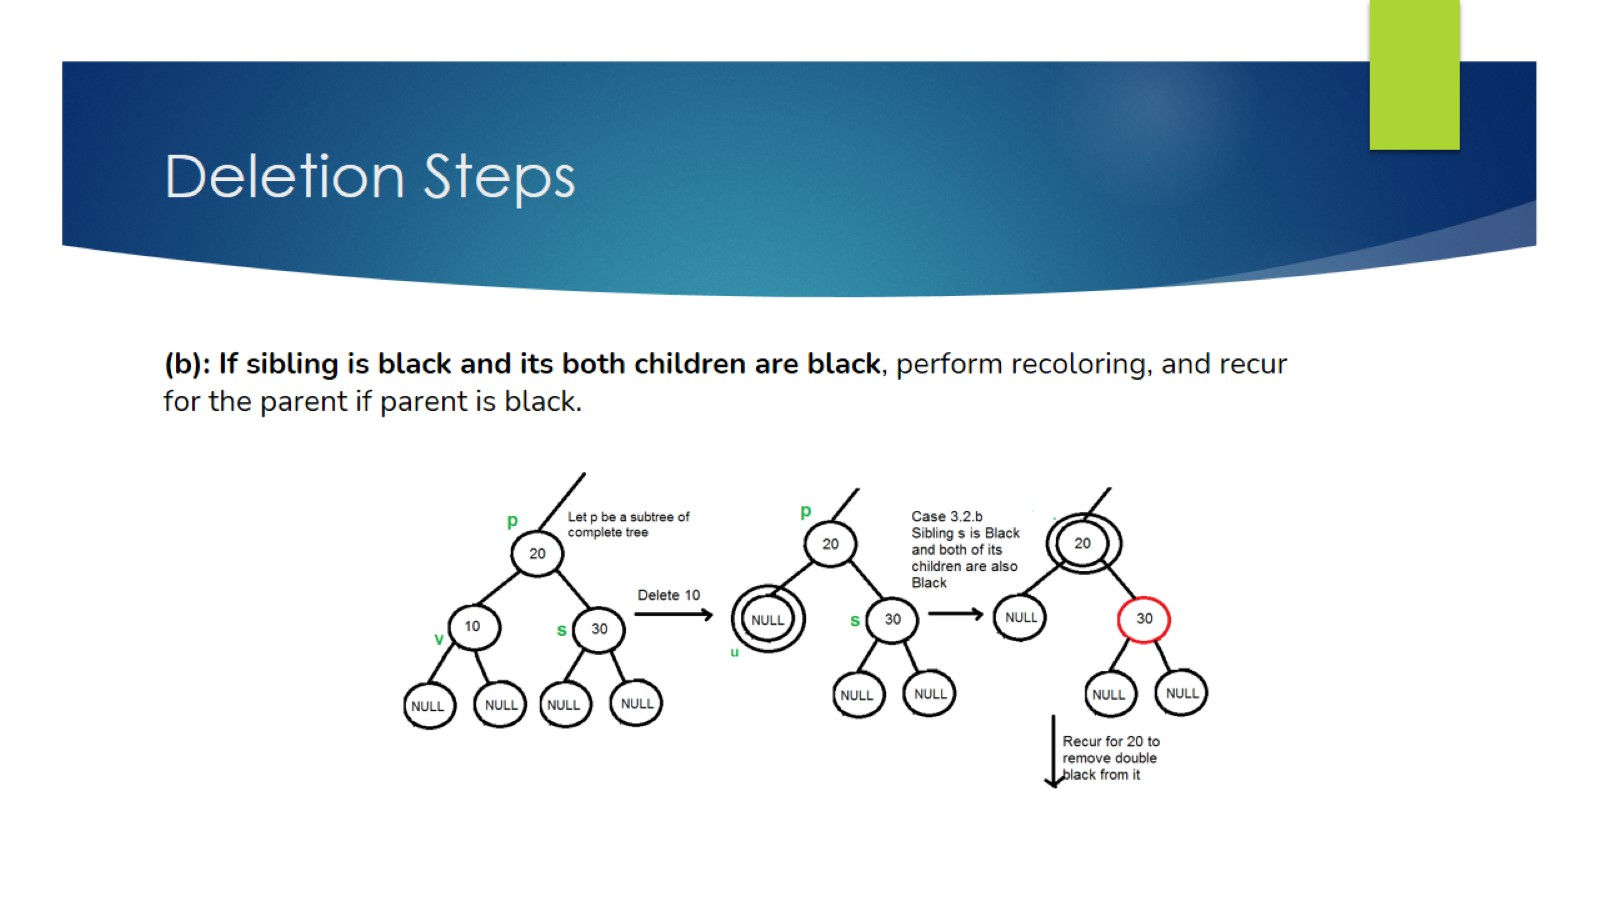 Deletion Steps
(b): If sibling is black and its both children are black, perform recoloring, and recur
for the parent if parent is black.
p
Let p be a subtree of
complete tree
20
10
v
s
30
NULL
NULL
NULL
NULL
Delete 10
p
20
NULL
u
s
30
NULL
NULL
Case 3.2.b
Sibling s is Black
and both of its
children are also
Black
20
NULL
30
NULL
NULL
Recur for 20 to
remove double
black from it